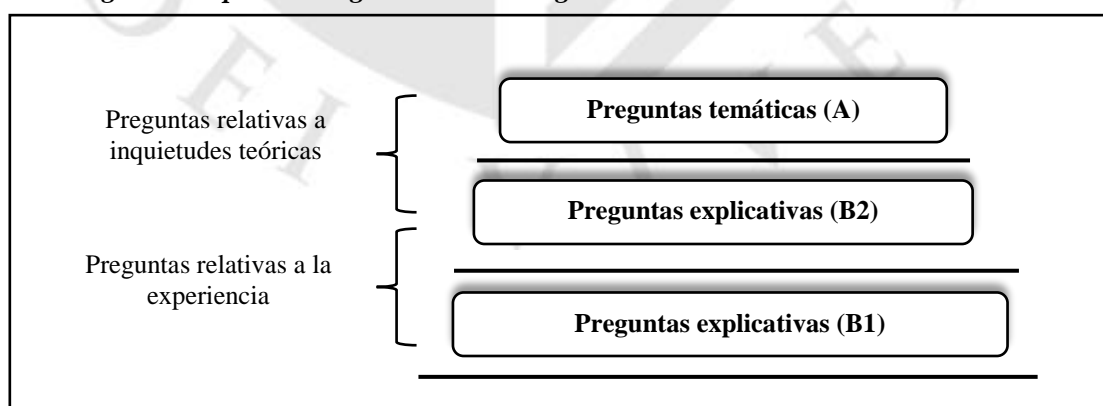 Preguntas temáticas (A)
Preguntas relativas a
inquietudes teóricas
Preguntas explicativas (B2)
Preguntas relativas a la
experiencia
Preguntas explicativas (B1)